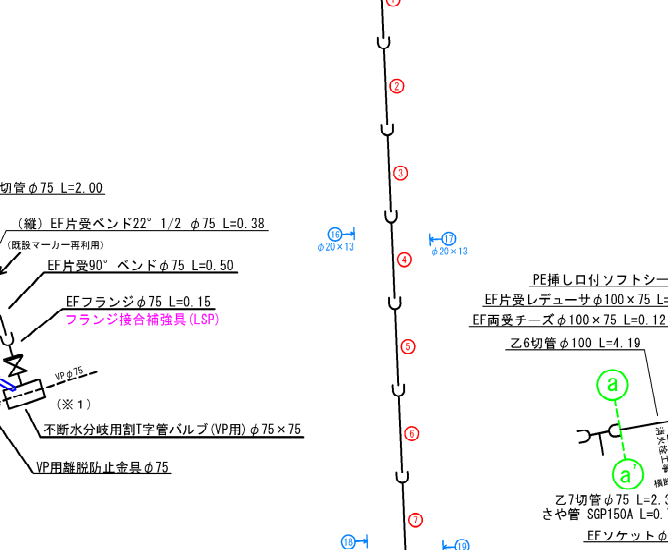 ②
③
切管φ75 L=2.00
(縦) EF片受ベンド22° 1/2 φ75 L=0.38
(既設マーカー再利用)
⑯
φ20×13
⑰
φ20×13
④
EF片受90° ベンドφ75 L=0.50
PE挿し口付ソフトシー
EFフランジφ75 L=0.15
EF片受レデューサφ100×75 L=
フランジ接合補強具(LSP)
EF両受チーズφ100×75 L=0.12
⑤
乙6切管φ100 L=4.19
VPφ75
a
(※1)
不断水分岐用割T字管バルブ(VP用)φ75×75
⑥
消火栓工事
VP用離脱防止金具φ75
a'
乙7切管φ75 L=2.
さや管 SGP150A L=0.
⑦
EFソケットφ
⑱
⑲